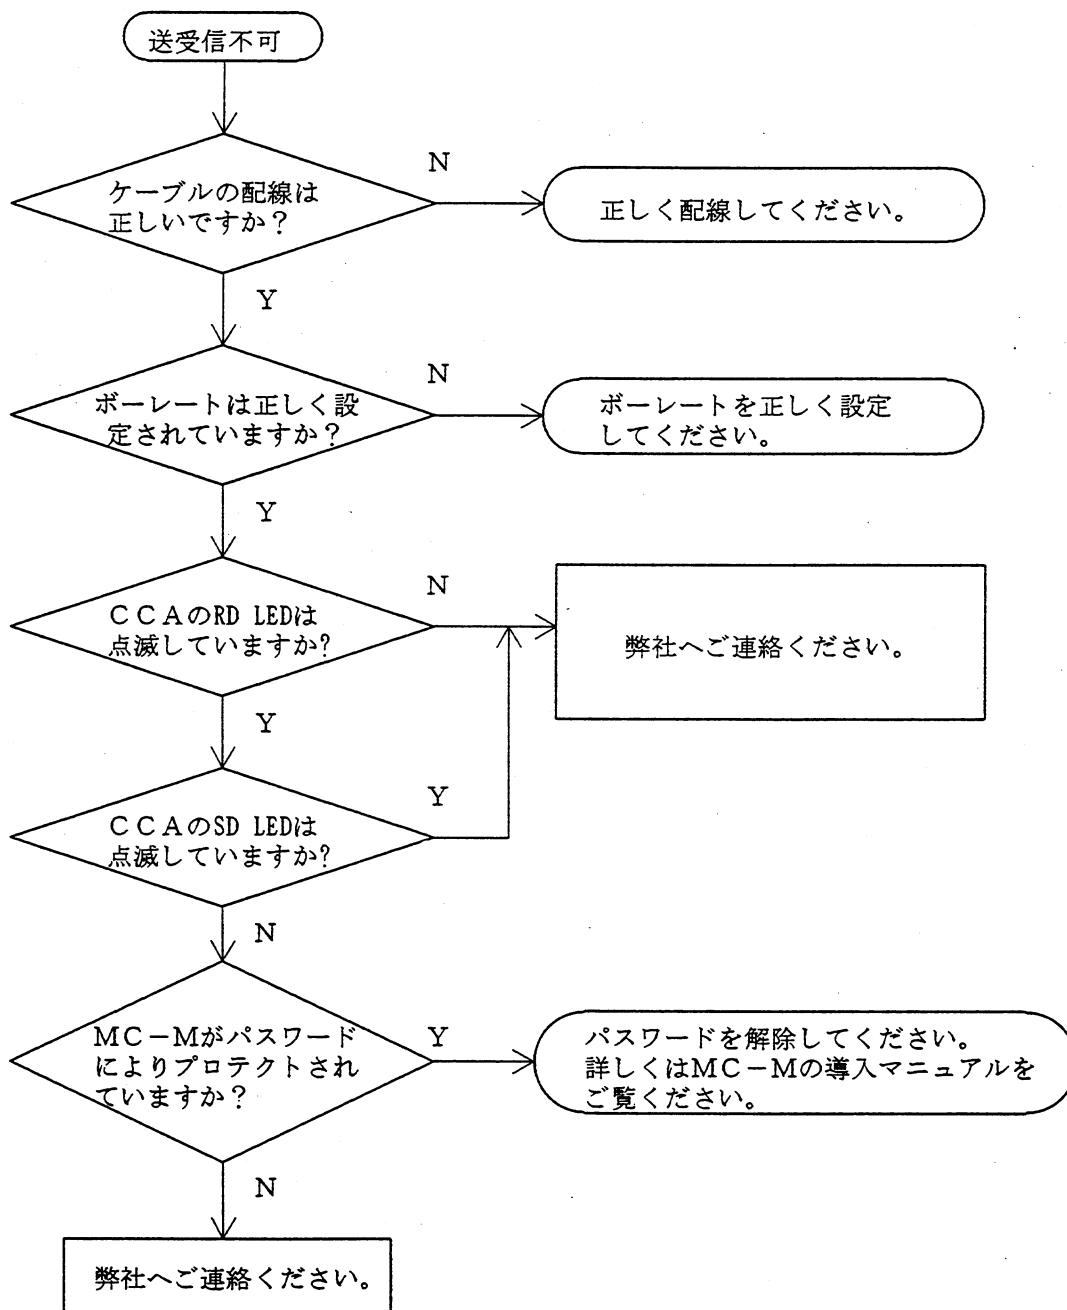 送受信不可
N
ケーブルの配線は
正しいですか？
正しく配線してください。
Y
N
ボーレートは正しく設
定されていますか？
ボーレートを正しく設定
してください。
Y
N
ＣＣＡのRD LEDは
点滅していますか?
弊社へご連絡ください。
Y
Y
ＣＣＡのSD LEDは
点滅していますか?
N
ＭＣ－Ｍがパスワード
によりプロテクトされ
ていますか？
Y
パスワードを解除してください。
詳しくはＭＣ－Ｍの導入マニュアルを
ご覧ください。
N
弊社へご連絡ください。